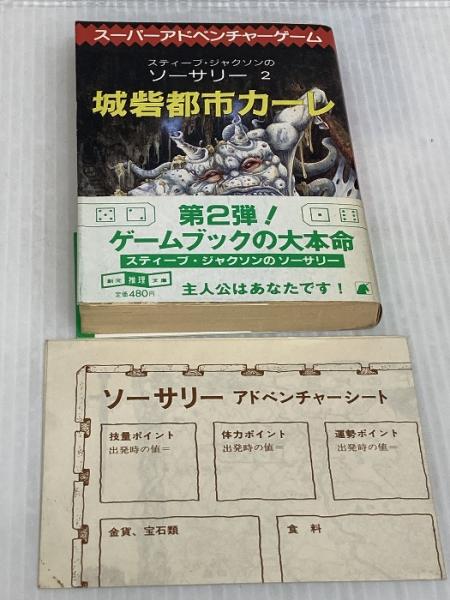 スーパーアドベンチャーゲーム
スティーブ・ジャクソンの
ソーサリー 2
城砦都市カーレ
第2弾!
ゲームブックの大本命
スティーブ・ジャクソンの ソーサリー
創元 推理 文庫
定価480円
主人公はあなたです!
ソーサリー アドベンチャーシート
技量ポイント
出発時の値=
体力ポイント
出発時の値=
運勢ポイント
出発時の値=
金貨、宝石類
食 料